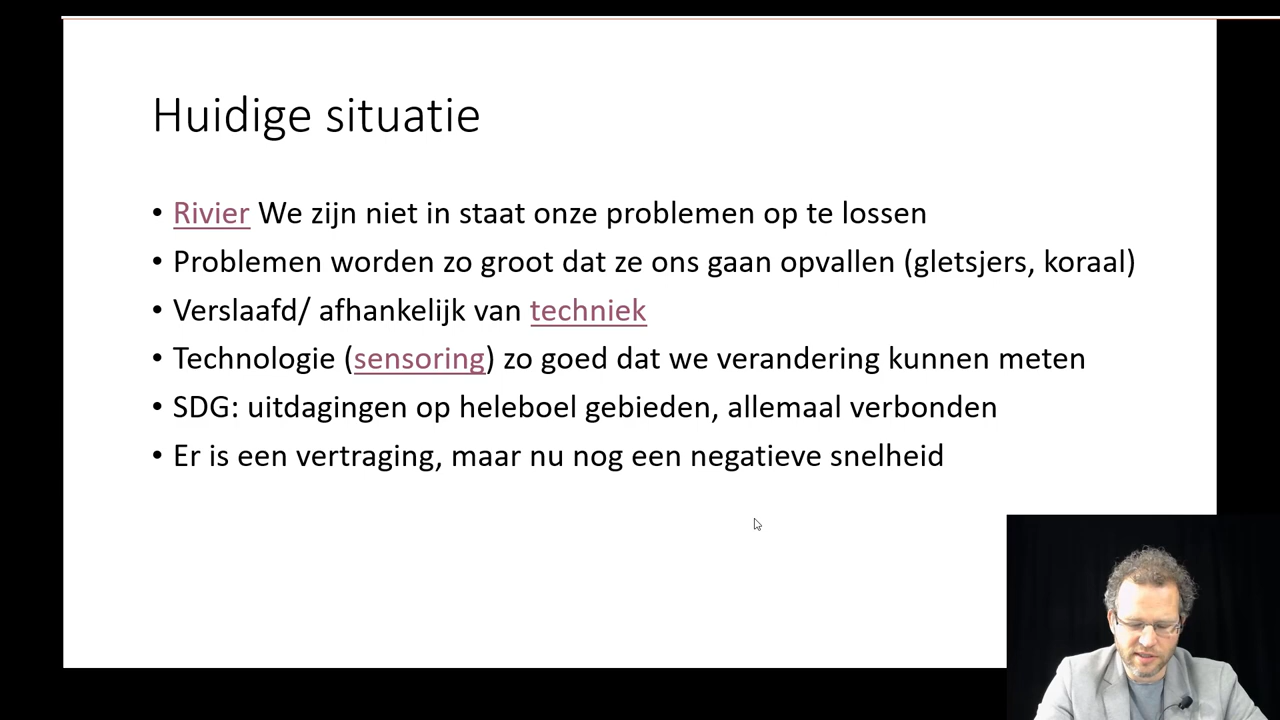 Huidige situatie
• Rivier We zijn niet in staat onze problemen op te lossen
• Problemen worden zo groot dat ze ons gaan opvallen (gletsjers, koraal)
• Verslaafd/ afhankelijk van techniek
• Technologie (sensoring) zo goed dat we verandering kunnen meten
• SDG: uitdagingen op heleboel gebieden, allemaal verbonden
• Er is een vertraging, maar nu nog een negatieve snelheid